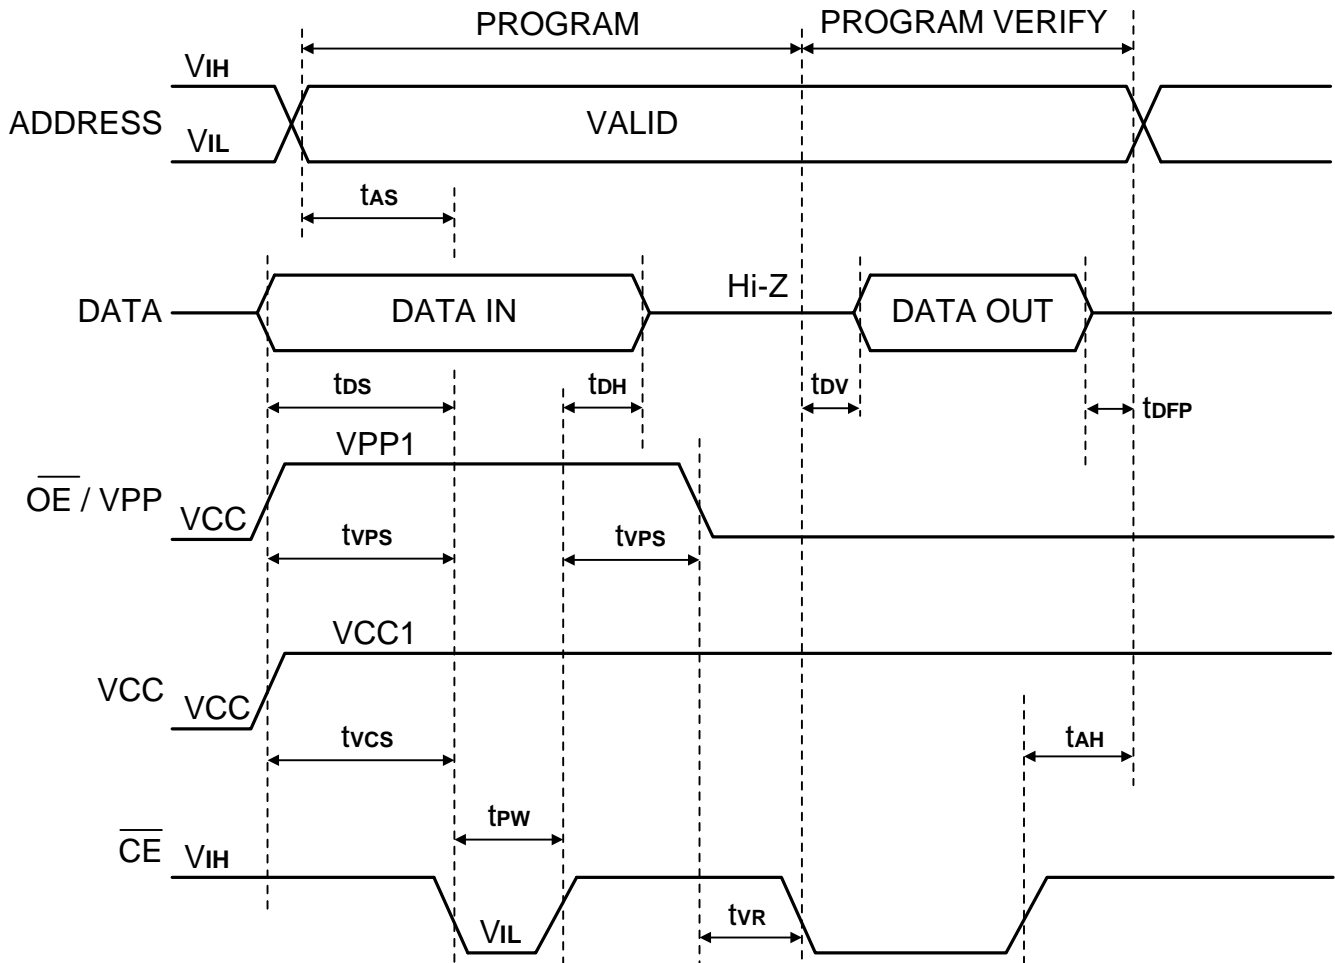 PROGRAM PROGRAM VERIFY
VIH
ADDRESS VALID
VIL
tAS
Hi-Z
DATA DATA IN DATA OUT
tDS tDH tDV tDFP
VPP1
OE / VPP
VCC
tVPS tVPS
VCC1
VCC
VCC
tVCS tAH
tPW
CE VIH
VIL tVR